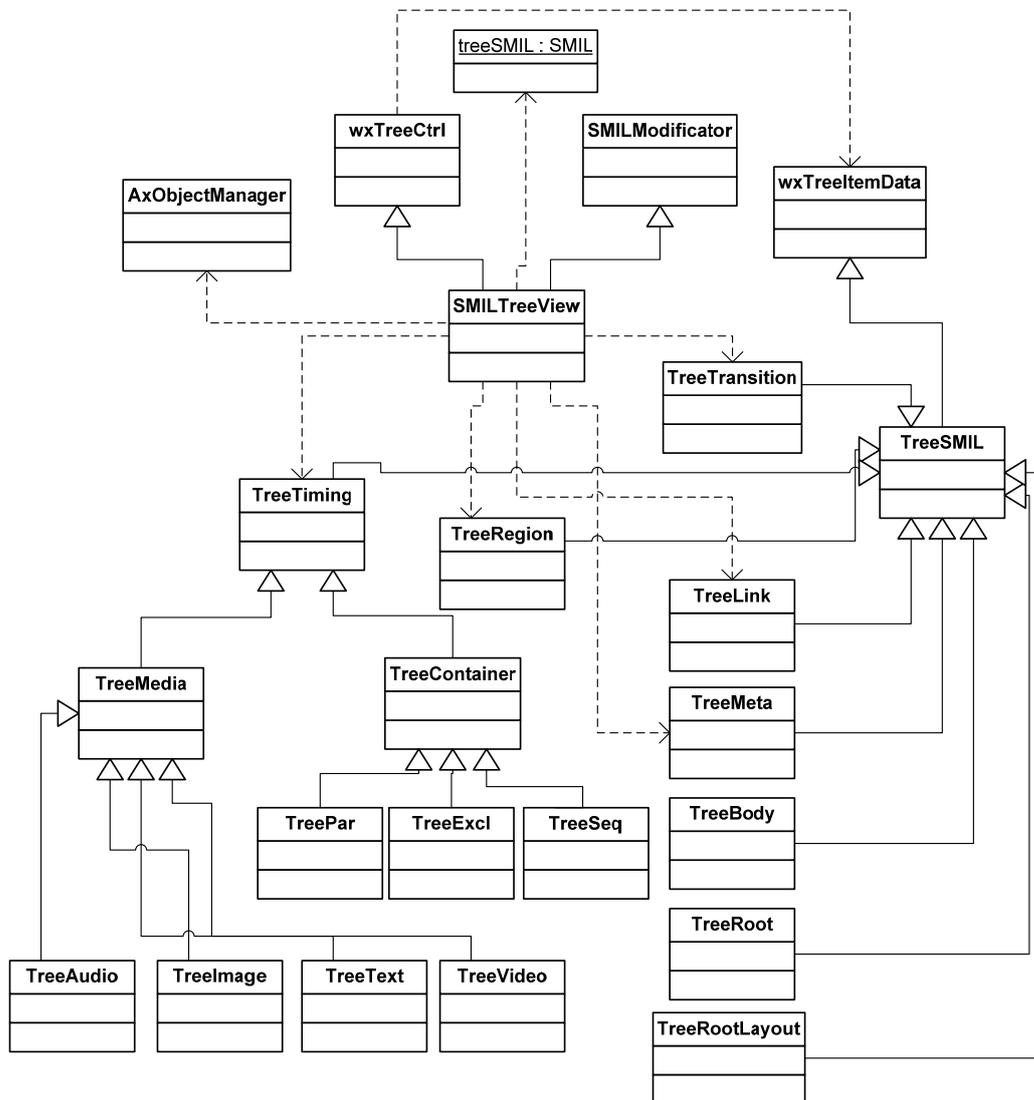 treeSMIL : SMIL
wxTreeCtrl
SMILModificator
wxTreeItemData
AxObjectManager
SMILTreeView
TreeTransition
TreeSMIL
TreeTiming
TreeRegion
TreeLink
TreeContainer
TreeMedia
TreeMeta
TreePar
TreeExcl
TreeSeq
TreeBody
TreeRoot
TreeAudio
TreeImage
TreeText
TreeVideo
TreeRootLayout